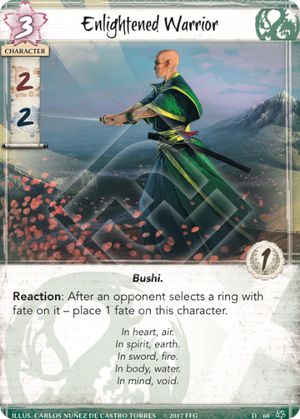 3
Enlightened Warrior
CHARACTER
2
2
1
Bushi.
Reaction: After an opponent selects a ring with
fate on it – place 1 fate on this character.
In heart, air.
In spirit, earth.
In sword, fire.
In body, water.
In mind, void.
ILLUS. CARLOS NUÑEZ DE CASTRO TORRES ©2017 FFG D 60